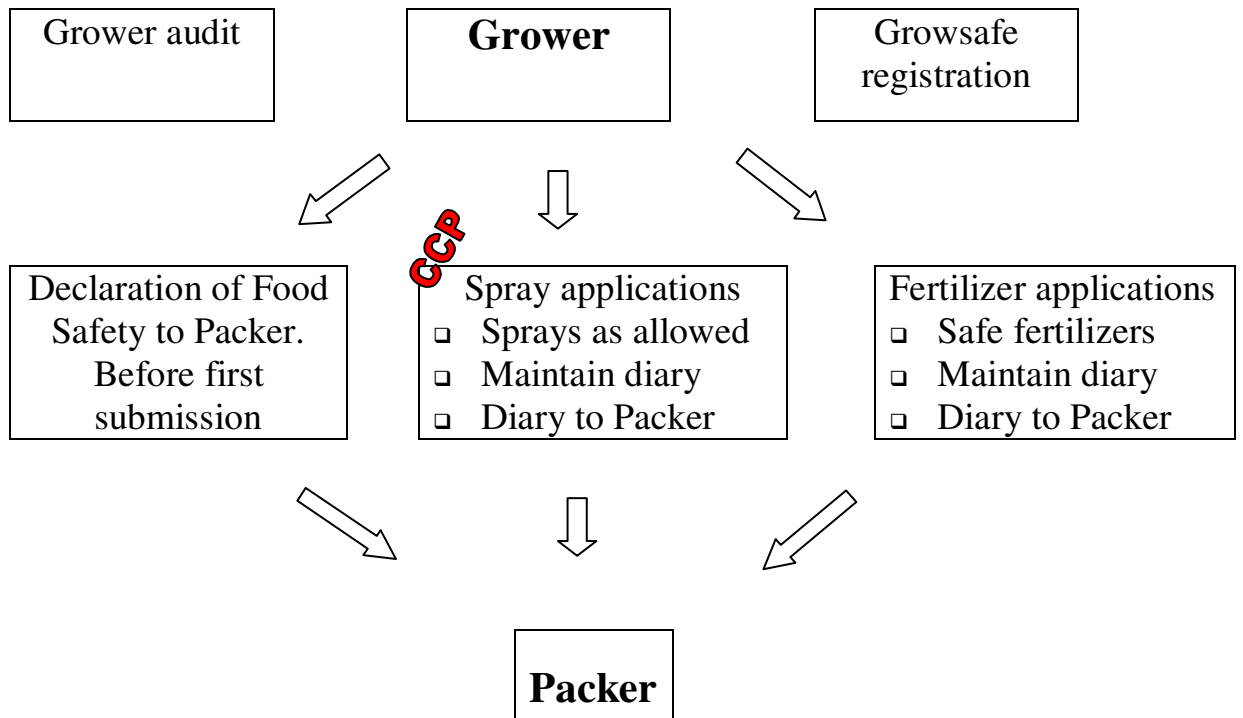 Grower audit
Grower
Growsafe
registration
Declaration of Food
Safety to Packer.
Before first
submission
CCP
Spray applications
❑ Sprays as allowed
❑ Maintain diary
❑ Diary to Packer
Fertilizer applications
❑ Safe fertilizers
❑ Maintain diary
❑ Diary to Packer
Packer